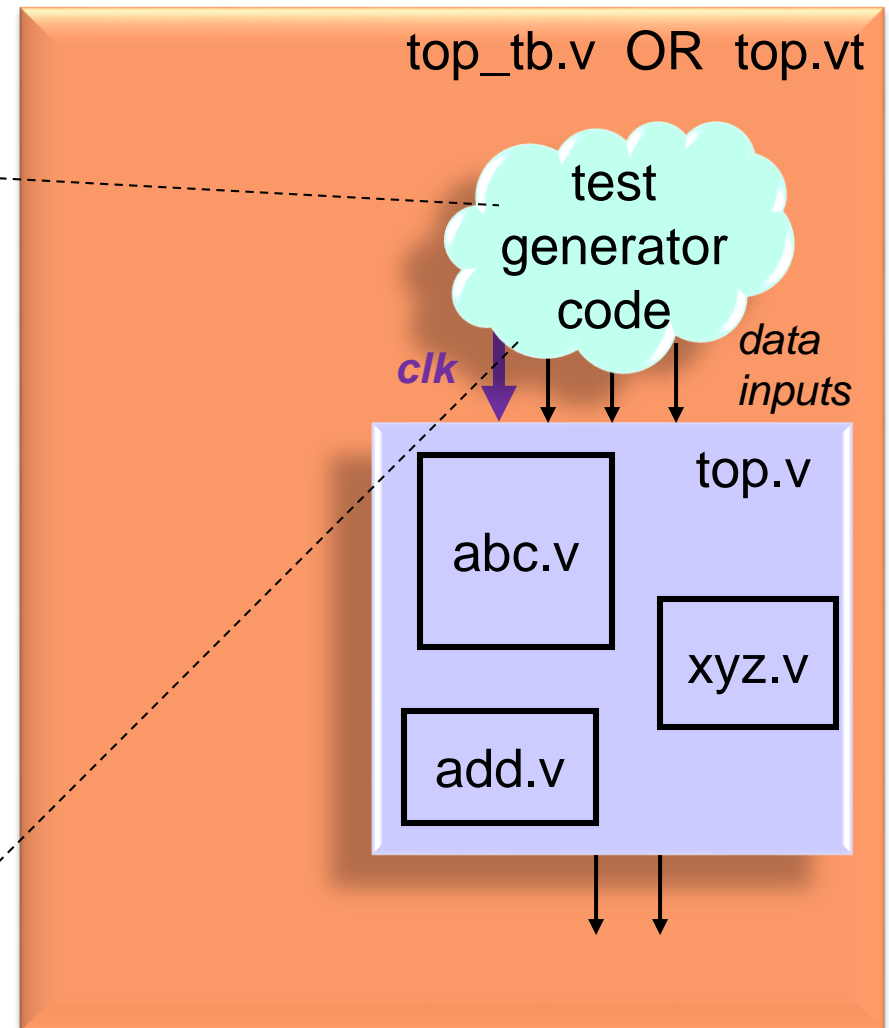 top_tb.v OR top.vt
test
generator
code
clk
data
inputs
top.v
abc.v
xyz.v
add.v